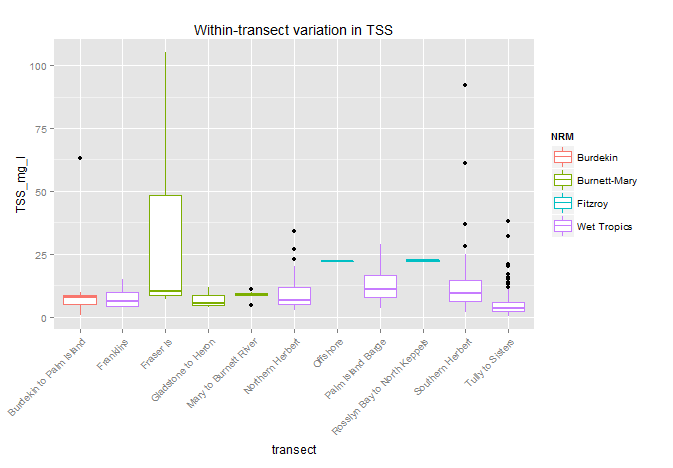 Within-transect variation in TSS
TSS_mg_l
100
75
50
25
0
Burdekin to Palm Island
Franklins
Fraser Is
Gladstone to Heron
Mary to Burnett River
Northern Herbert
Offshore
Palm Island Barge
Rosslyn Bay to North Keppels
Southern Herbert
Tully to Sisters
transect
NRM
Burdekin
Burnett-Mary
Fitzroy
Wet Tropics